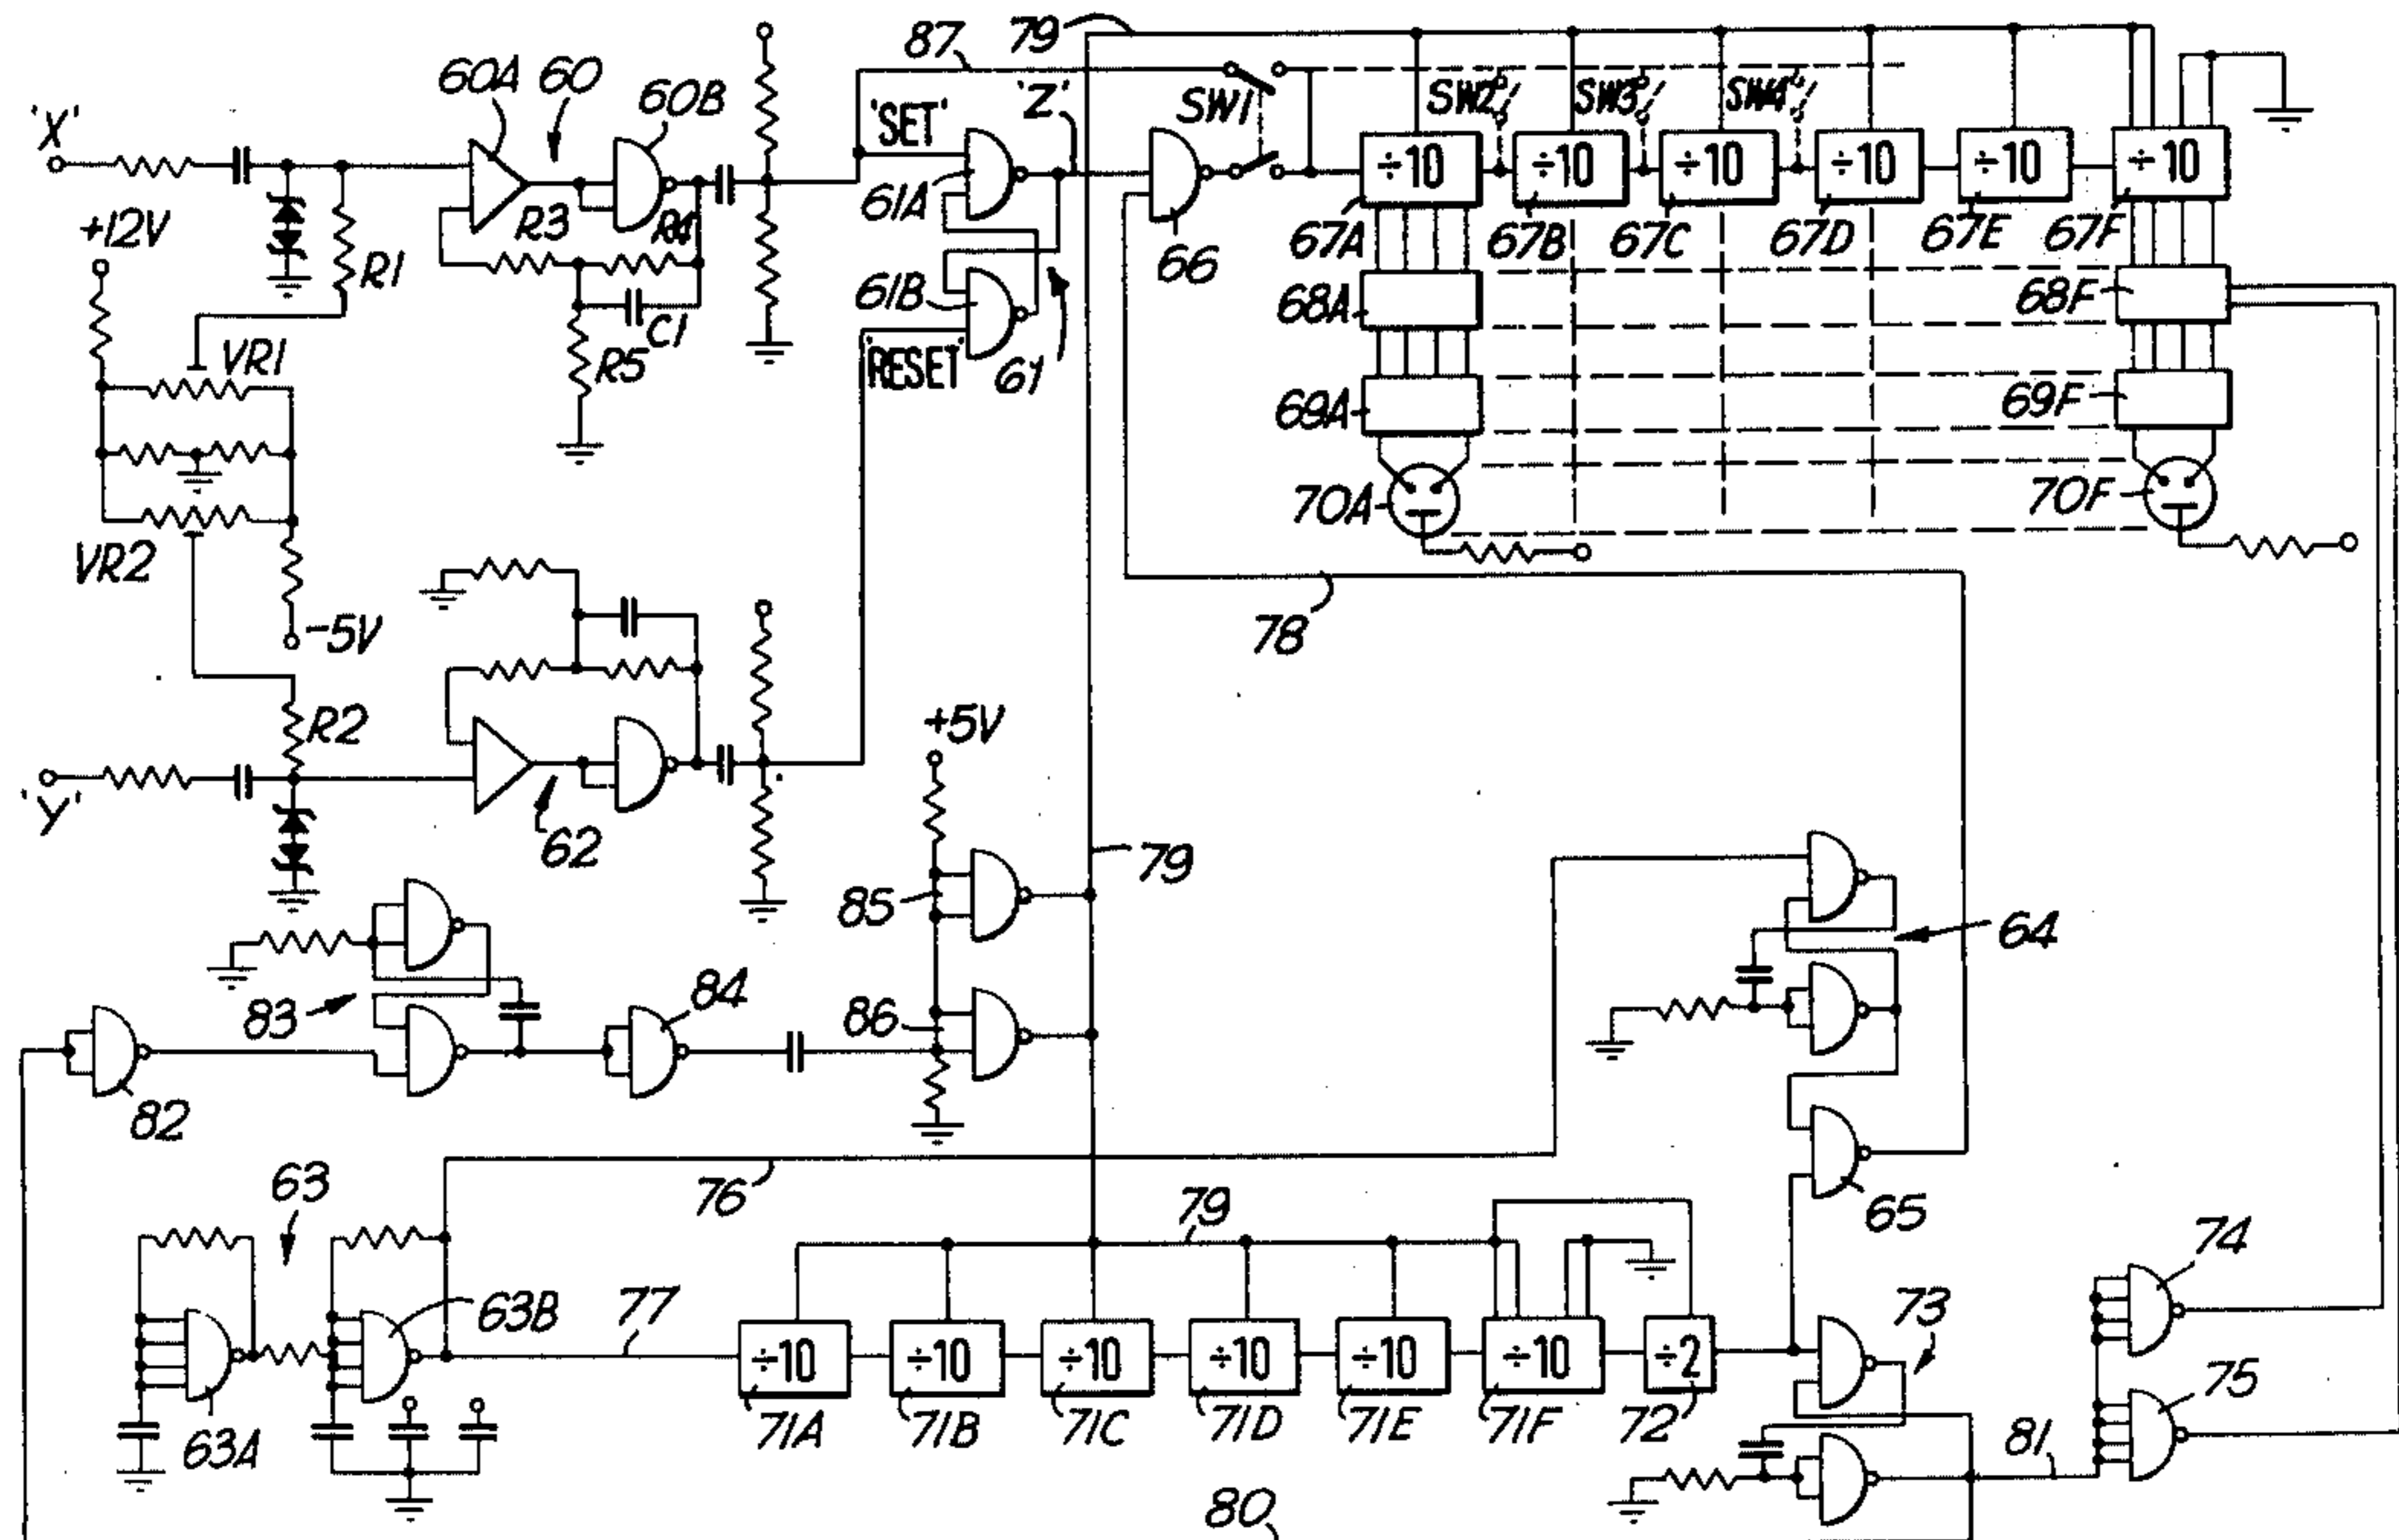 87
79
'X'
60A
60
60B
'SET'
'Z'
SW1
SW2
SW3
SW4
÷10
÷10
÷10
÷10
÷10
÷10
+12V
R1
R3
R4
61A
66
67A
67B
67C
67D
67E
67F
C1
R5
61B
'RESET'
61
68A
68F
VR1
69A
69F
70A
70F
VR2
-5V
78
R2
+5V
'Y'
62
85
79
64
83
84
86
82
76
65
63
79
74
63B
77
73
÷10
÷10
÷10
÷10
÷10
÷10
÷2
75
63A
71A
71B
71C
71D
71E
71F
72
81
80